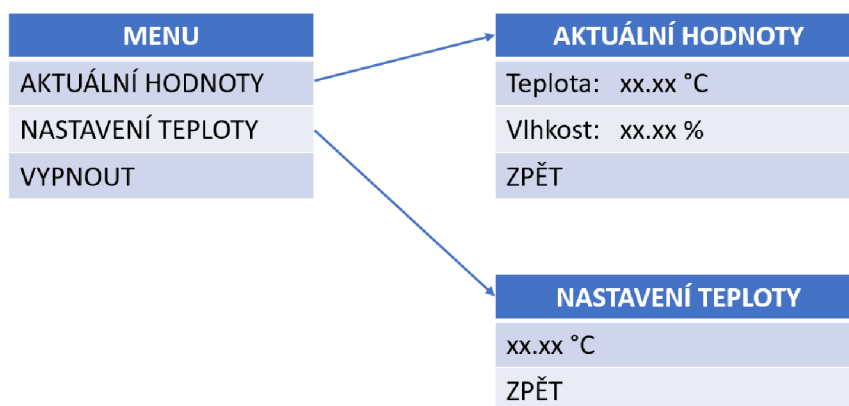 MENU
AKTUÁLNÍ HODNOTY
NASTAVENÍ TEPLOTY
VYPNOUT
AKTUÁLNÍ HODNOTY
Teplota: xx.xx °C
Vlhkost: xx.xx %
ZPĚT
NASTAVENÍ TEPLOTY
xx.xx °C
ZPĚT